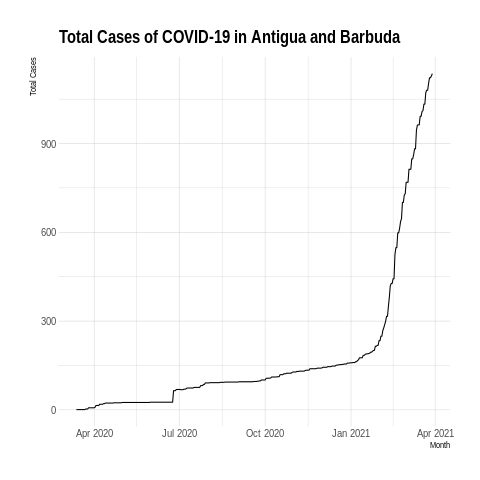 Total Cases of COVID-19 in Antigua and Barbuda
Total Cases
900
600
300
0
Apr 2020 Jul 2020 Oct 2020 Jan 2021 Apr 2021
Month